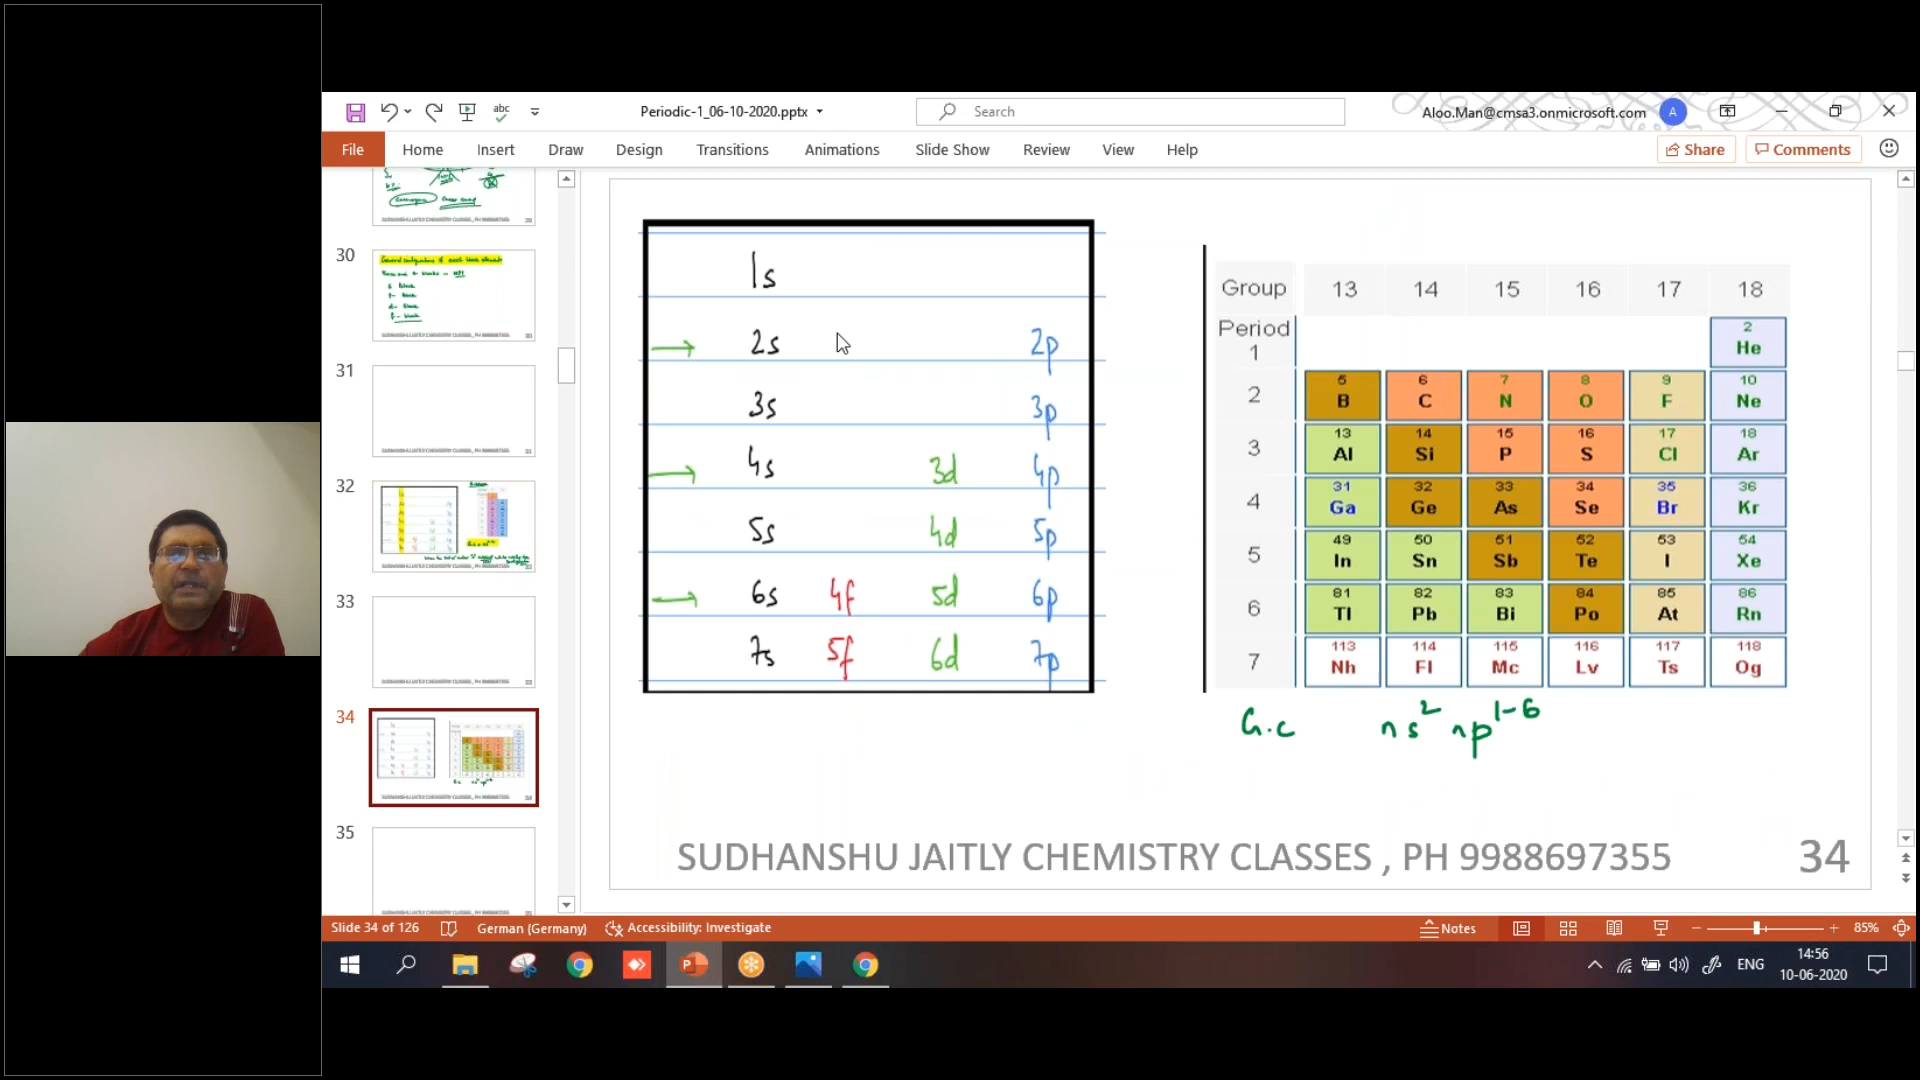 Periodic-1_06-10-2020.pptx
Search
Aloo.Man@cmsa3.onmicrosoft.com
A
abc
File Home Insert Draw Design Transitions Animations Slide Show Review View Help
Share Comments
30
31
32
33
34
35
General configurations of each block elements
1s
2s 2p
3s 3p
4s 3d 4p
5s 4d 5p
6s 4f 5d 6p
7s 5f 6d 7p
Group 13 14 15 16 17 18
Period
1
2
He
2
5 6 7 8 9 10
B C N O F Ne
3
13 14 15 16 17 18
Al Si P S Cl Ar
4
31 32 33 34 35 36
Ga Ge As Se Br Kr
5
49 50 51 52 53 54
In Sn Sb Te I Xe
6
81 82 83 84 85 86
Tl Pb Bi Po At Rn
7
113 114 115 116 117 118
Nh Fl Mc Lv Ts Og
G.C ns² np¹⁻⁶
SUDHANSHU JAITLY CHEMISTRY CLASSES , PH 9988697355
34
Slide 34 of 126 German (Germany) Accessibility: Investigate Notes 85%
ENG
14:56
10-06-2020